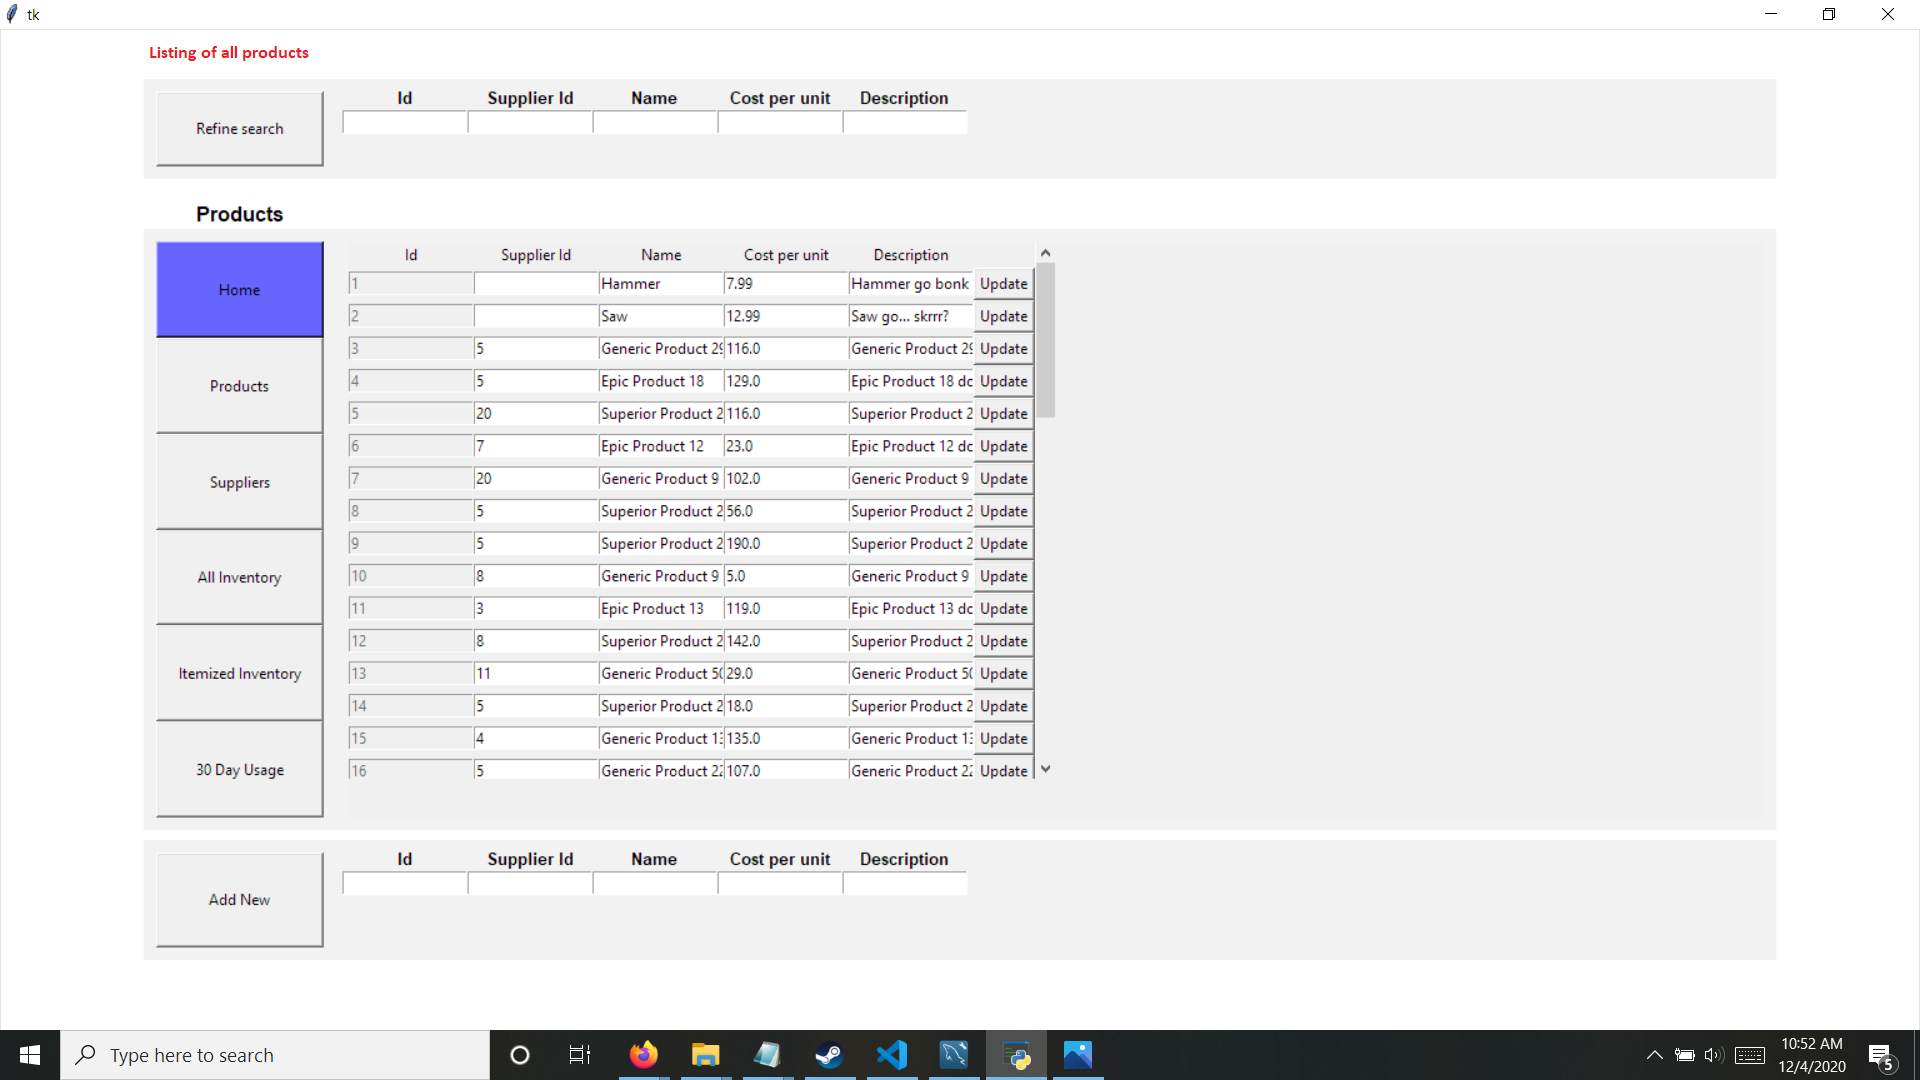 tk
Listing of all products
Id Supplier Id Name Cost per unit Description
Refine search
Products
Id Supplier Id Name Cost per unit Description
1 Hammer 7.99 Hammer go bonk Update
Home
2 Saw 12.99 Saw go... skrrr? Update
3 5 Generic Product 29 116.0 Generic Product 29 Update
Products
4 5 Epic Product 18 129.0 Epic Product 18 dc Update
5 20 Superior Product 2 116.0 Superior Product 2 Update
6 7 Epic Product 12 23.0 Epic Product 12 dc Update
Suppliers
7 20 Generic Product 9 102.0 Generic Product 9 Update
8 5 Superior Product 2 56.0 Superior Product 2 Update
9 5 Superior Product 2 190.0 Superior Product 2 Update
All Inventory
10 8 Generic Product 9 5.0 Generic Product 9 Update
11 3 Epic Product 13 119.0 Epic Product 13 dc Update
12 8 Superior Product 2 142.0 Superior Product 2 Update
Itemized Inventory
13 11 Generic Product 50 29.0 Generic Product 50 Update
14 5 Superior Product 2 18.0 Superior Product 2 Update
15 4 Generic Product 13 135.0 Generic Product 13 Update
30 Day Usage
16 5 Generic Product 22 107.0 Generic Product 22 Update
Id Supplier Id Name Cost per unit Description
Add New
Type here to search
10:52 AM
12/4/2020
5